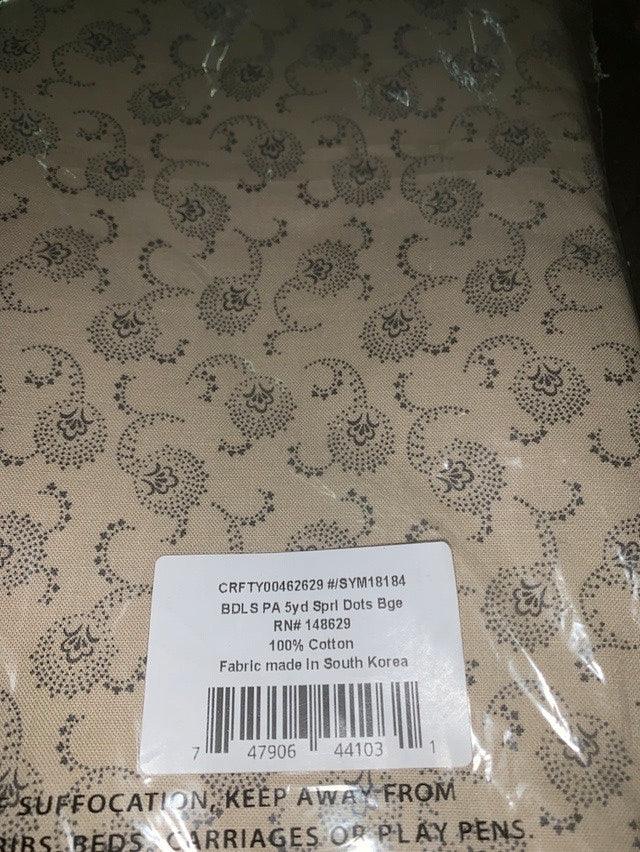 CRFTY00462629 #/SYM18184
BDLS PA 5yd Sprl Dots Bge
RN# 148629
100% Cotton
Fabric made In South Korea
7 47906 44103 1
SUFFOCATION, KEEP AWAY FROM
BEDS, CARRIAGES OR PLAY PENS.